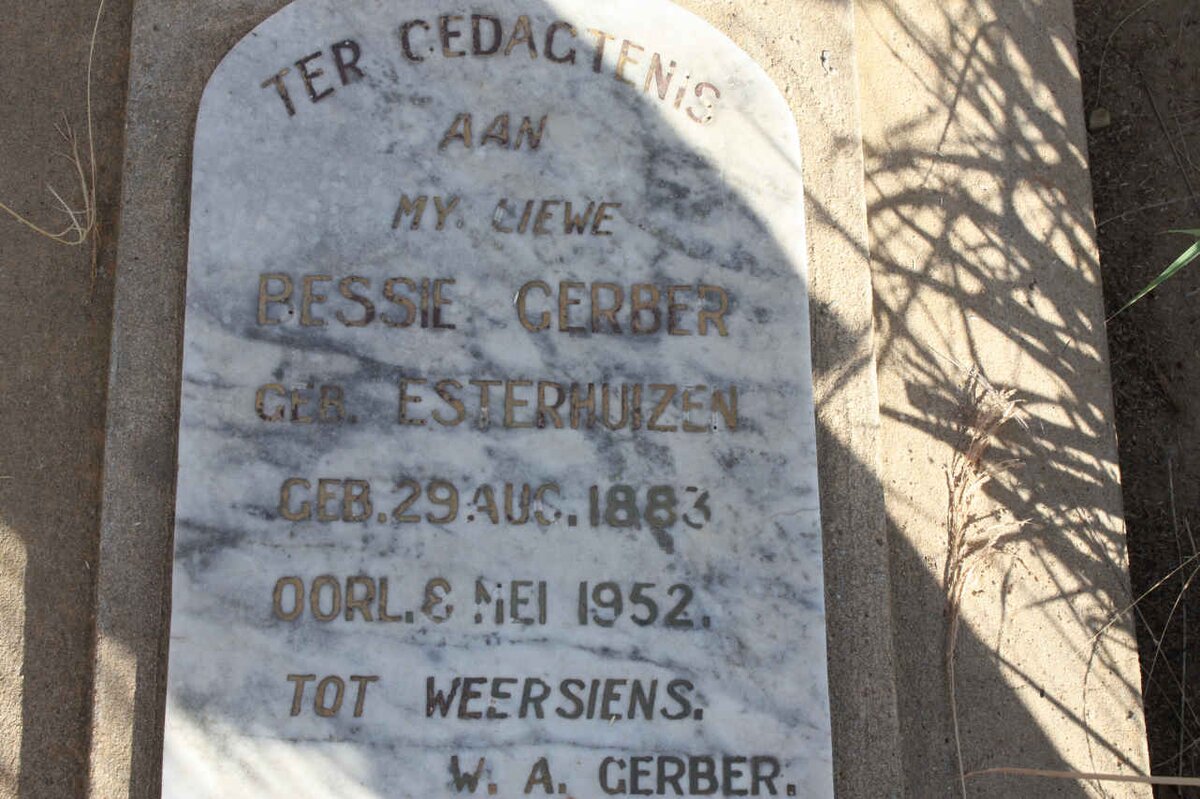 TER GEDAGTENIS
AAN
MY LIEWE
BESSIE GERBER
GEB. ESTERHUIZEN
GEB. 29 AUG. 1883
OORL. 8 MEI 1952.
TOT WEERSIENS.
W. A. GERBER.